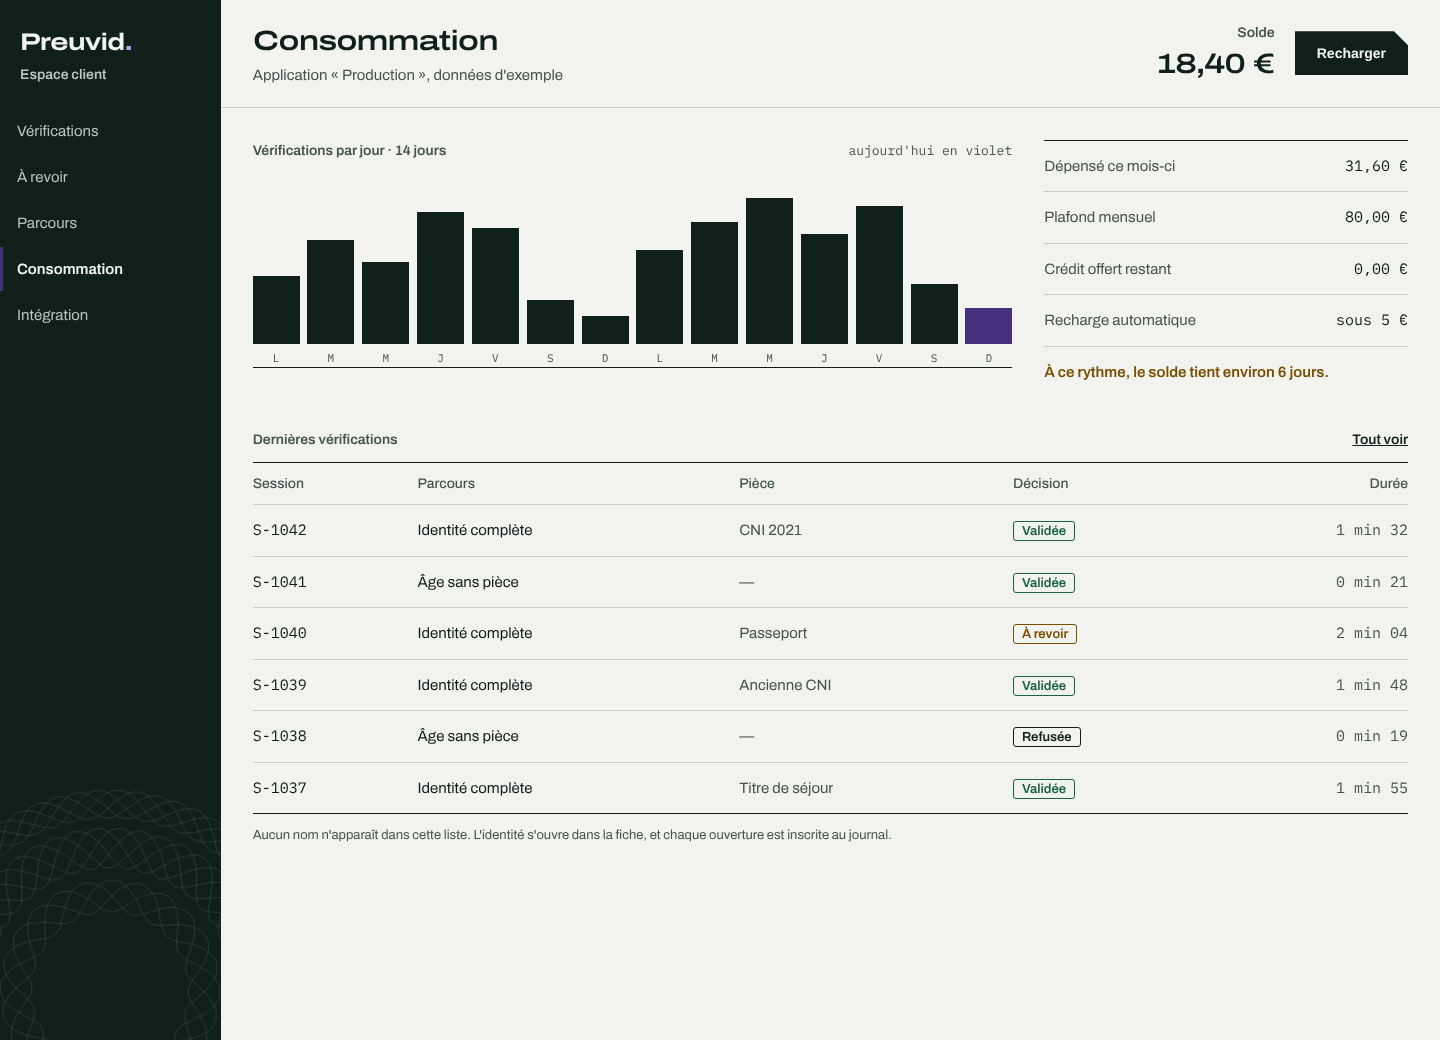 Preuvid.
Espace client
Vérifications
À revoir
Parcours
Consommation
Intégration
Consommation
Application « Production », données d'exemple
Solde
18,40 €
Recharger
Vérifications par jour · 14 jours
aujourd'hui en violet
L M M J V S D L M M J V S D
Dépensé ce mois-ci 31,60 €
Plafond mensuel 80,00 €
Crédit offert restant 0,00 €
Recharge automatique sous 5 €
À ce rythme, le solde tient environ 6 jours.
Dernières vérifications
Tout voir
Session Parcours Pièce Décision Durée
S-1042 Identité complète CNI 2021 Validée 1 min 32
S-1041 Âge sans pièce — Validée 0 min 21
S-1040 Identité complète Passeport À revoir 2 min 04
S-1039 Identité complète Ancienne CNI Validée 1 min 48
S-1038 Âge sans pièce — Refusée 0 min 19
S-1037 Identité complète Titre de séjour Validée 1 min 55
Aucun nom n'apparaît dans cette liste. L'identité s'ouvre dans la fiche, et chaque ouverture est inscrite au journal.